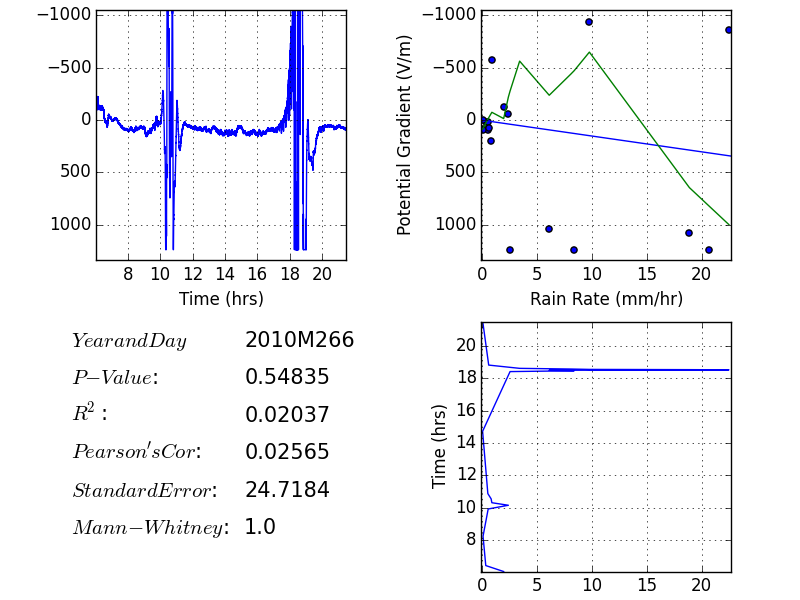 −1000
−500
0
500
1000
8 10 12 14 16 18 20
Time (hrs)
−1000
−500
0
500
1000
Potential Gradient (V/m)
0 5 10 15 20
Rain Rate (mm/hr)
YearandDay 2010M266
P−Value: 0.54835
R²: 0.02037
Pearson'sCor: 0.02565
StandardError: 24.7184
Mann−Whitney: 1.0
20
18
16
14
12
10
8
Time (hrs)
0 5 10 15 20